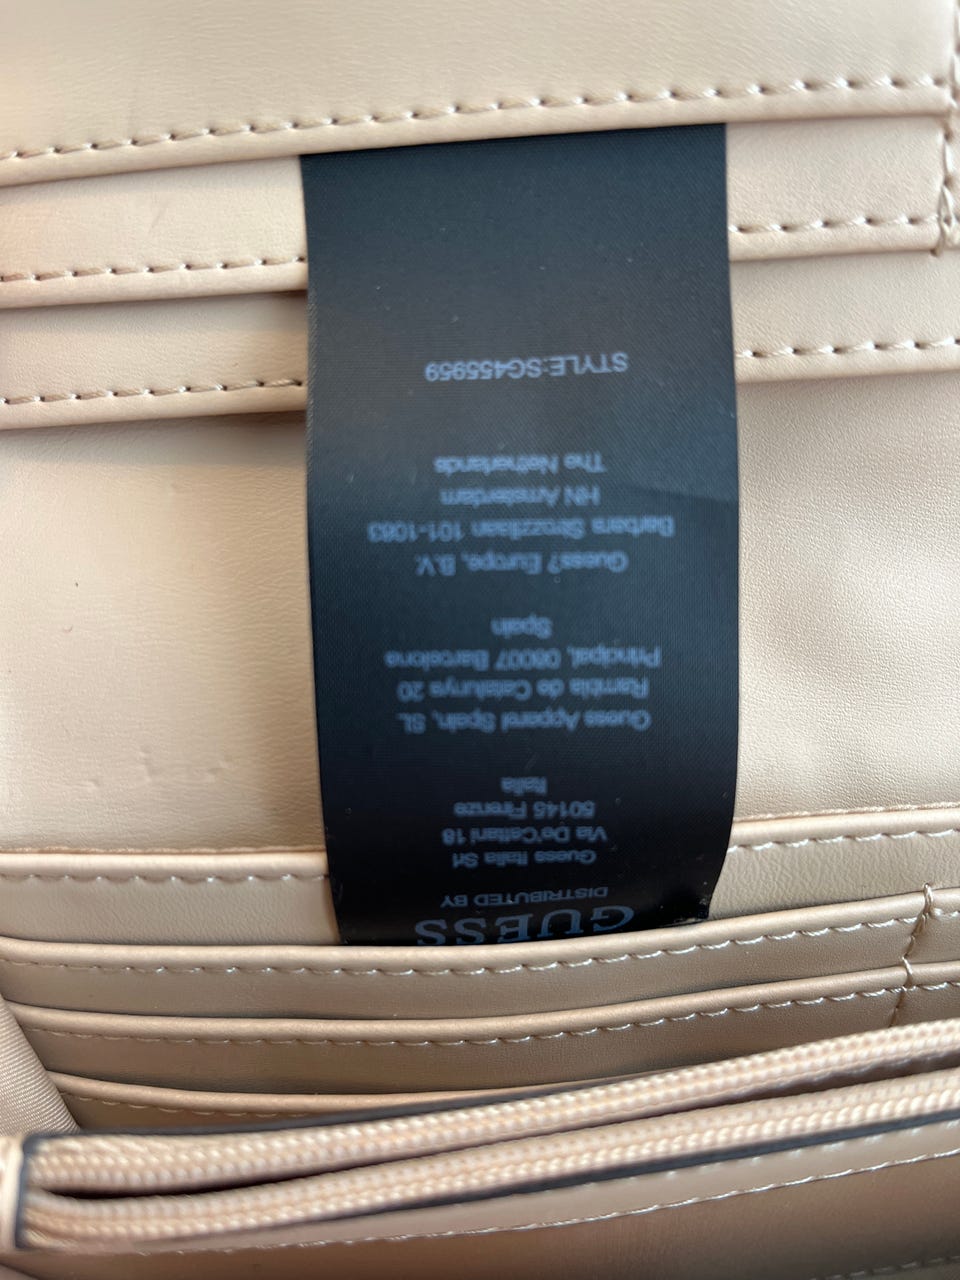 GUESS
DISTRIBUTED BY
Guess Italia Srl
Via De'Cattani 18
50145 Firenze
Italia
Guess Apparel Spain, SL
Rambla de Catalunya 20
Principal, 08007 Barcelona
Spain
Guess? Europe, B.V.
Barbara Strozzilaan 101-1083
HN Amsterdam
The Netherlands
STYLE:SG455959